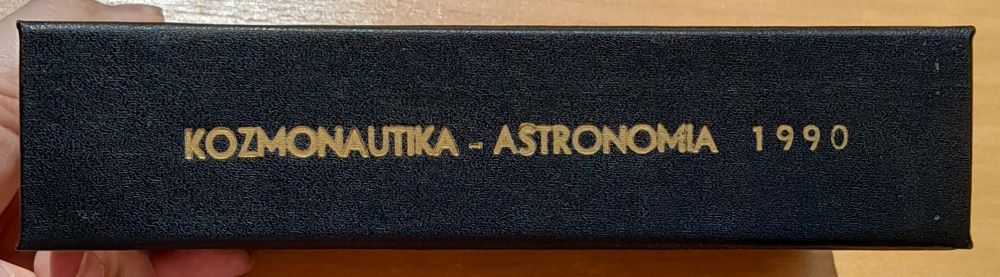 KOZMONAUTIKA - ASTRONOMIA 1990